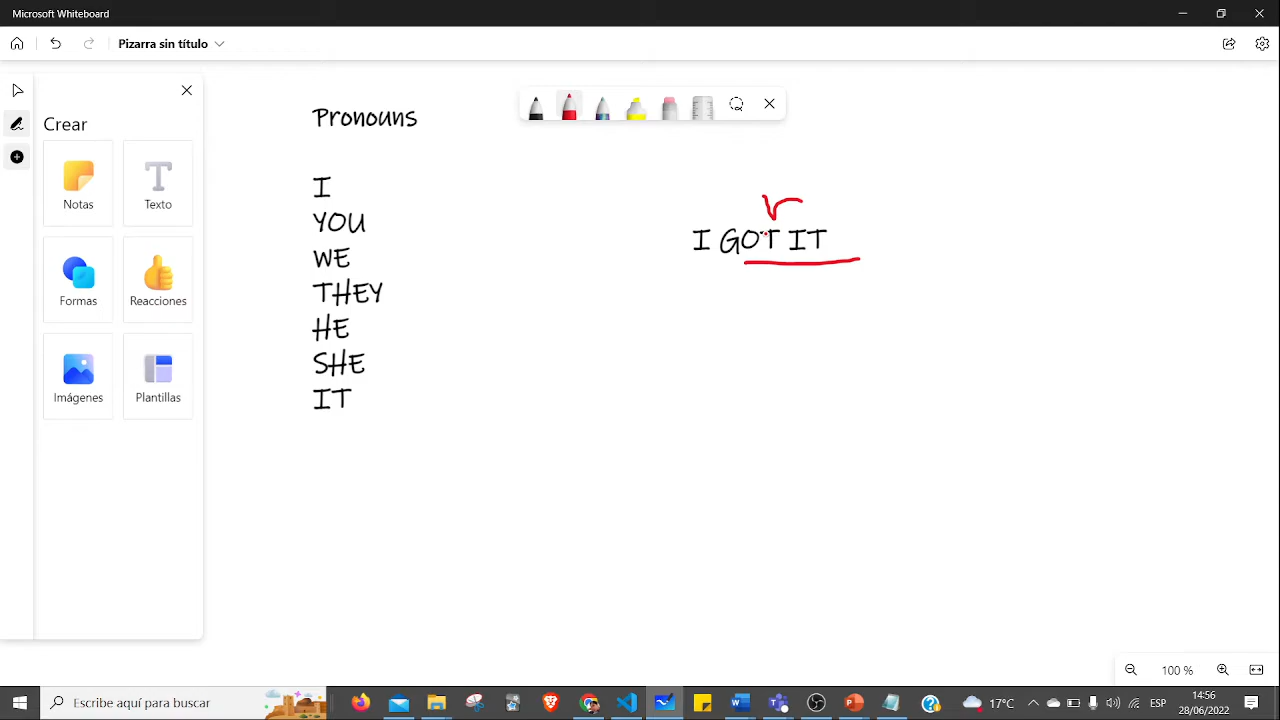 Microsoft Whiteboard
Pizarra sin título
Crear
Notas
Texto
Formas
Reacciones
Imágenes
Plantillas
Pronouns
I
YOU
WE
THEY
HE
SHE
IT
r
I GOT IT
100 %
Escribe aquí para buscar
17°C
ESP
14:56
28/06/2022